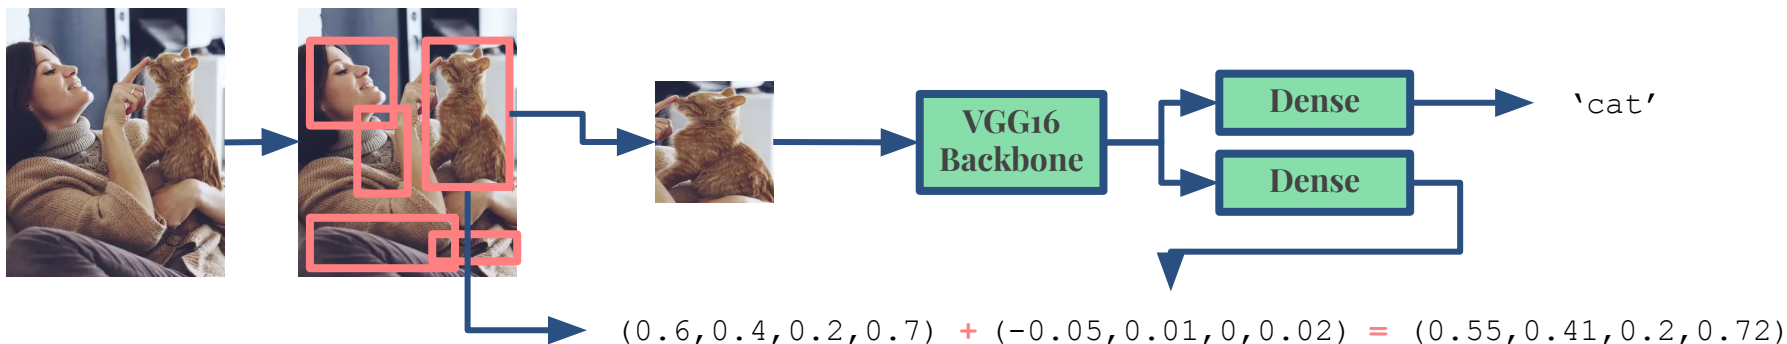 VGG16
Backbone
Dense
Dense
‘cat’
(0.6,0.4,0.2,0.7) + (-0.05,0.01,0,0.02) = (0.55,0.41,0.2,0.72)